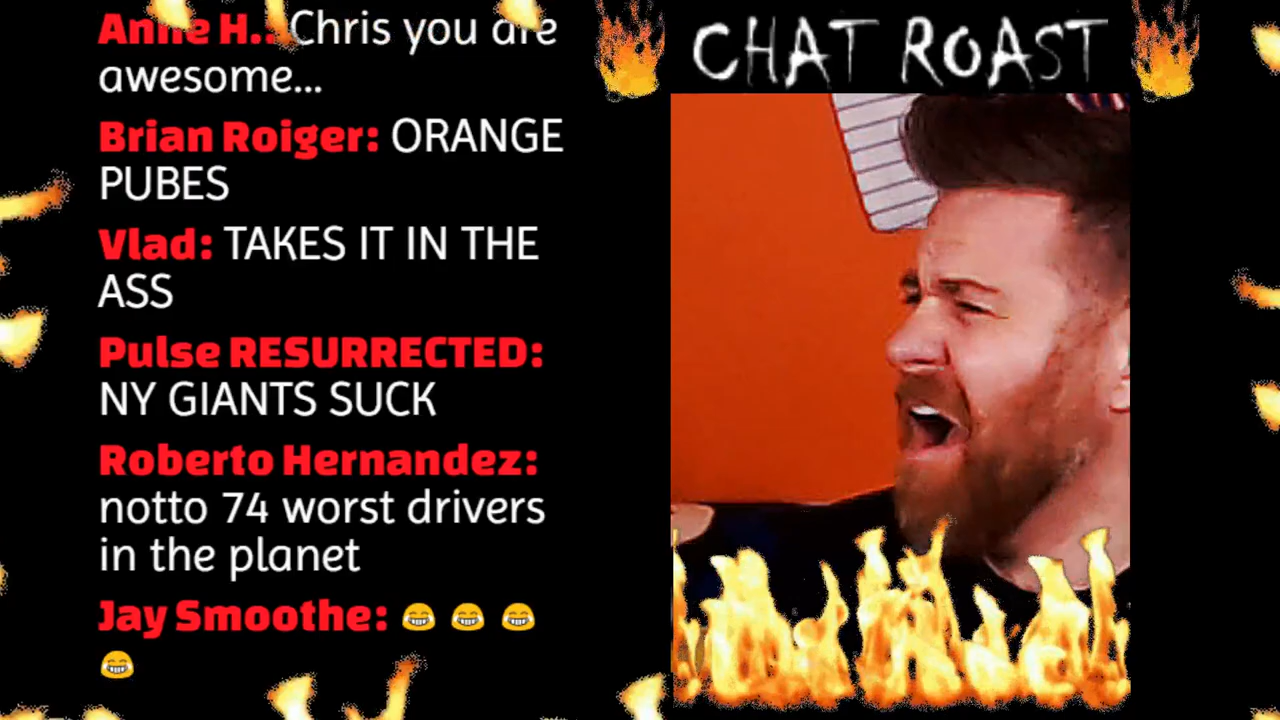 Anne H.: Chris you are
awesome...
Brian Roiger: ORANGE
PUBES
Vlad: TAKES IT IN THE
ASS
Pulse RESURRECTED:
NY GIANTS SUCK
Roberto Hernandez:
notto 74 worst drivers
in the planet
Jay Smoothe: 😂 😂 😂
😂
CHAT ROAST